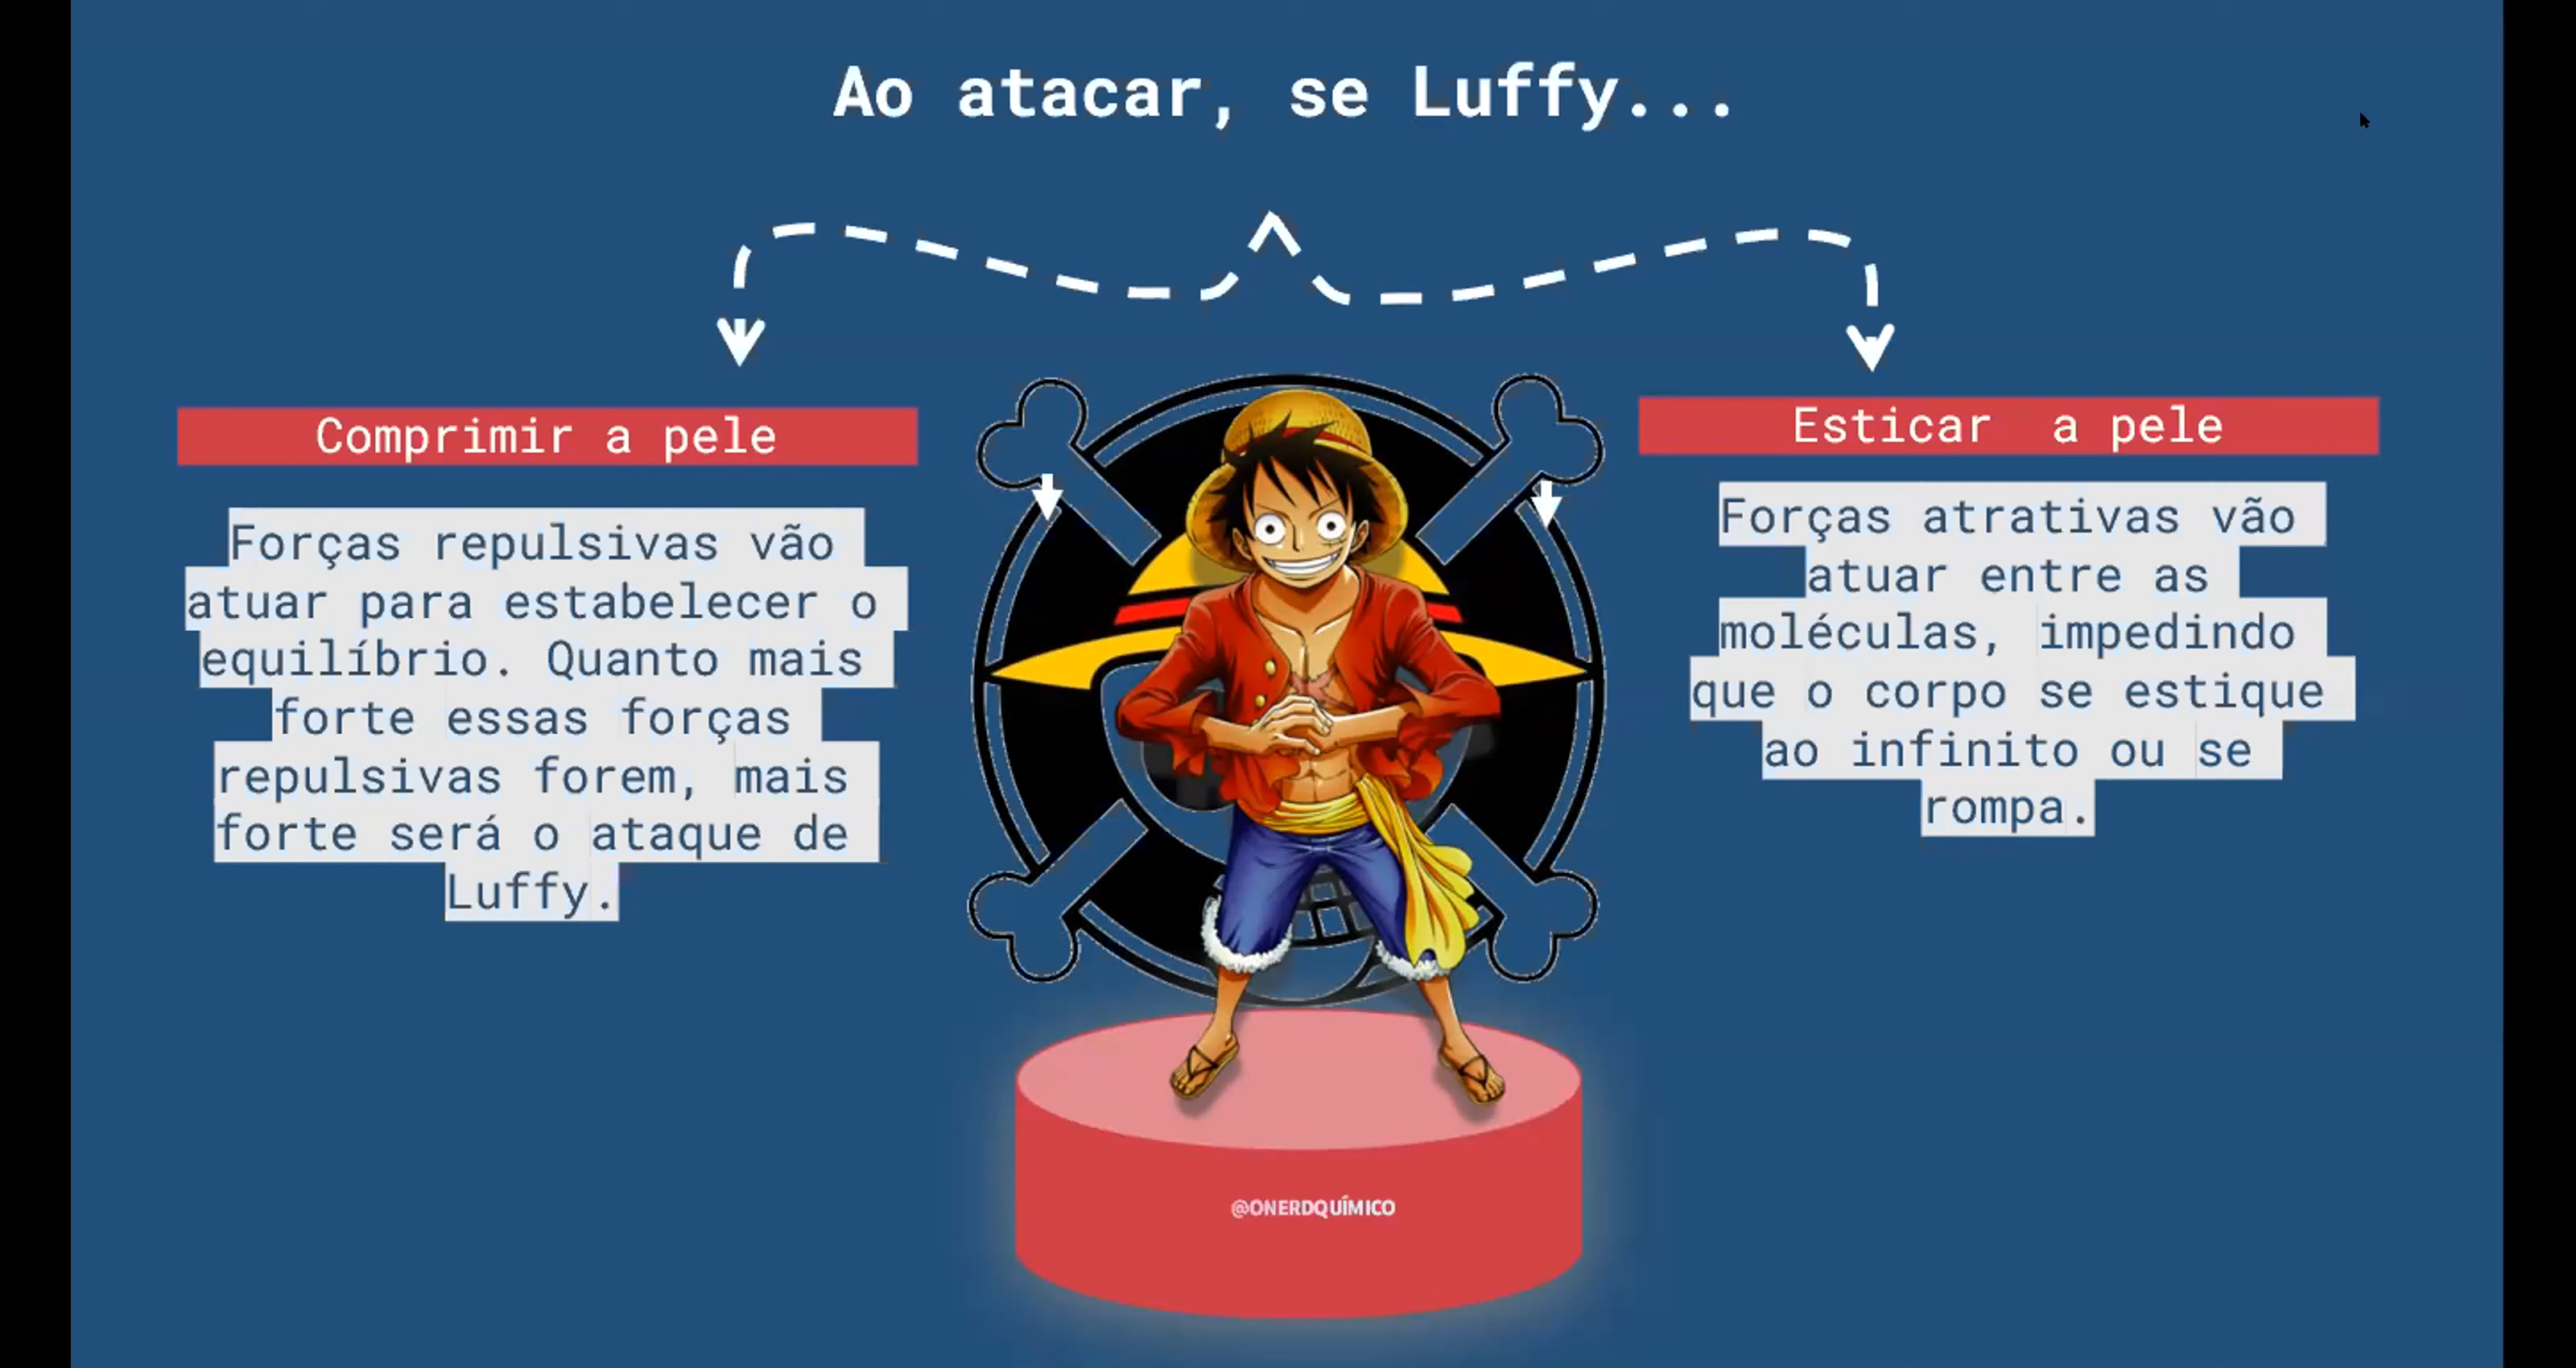 Ao atacar, se Luffy...
Comprimir a pele
Forças repulsivas vão
atuar para estabelecer o
equilíbrio. Quanto mais
forte essas forças
repulsivas forem, mais
forte será o ataque de
Luffy.
Esticar a pele
Forças atrativas vão
atuar entre as
moléculas, impedindo
que o corpo se estique
ao infinito ou se
rompa.
@ONERDQUÍMICO